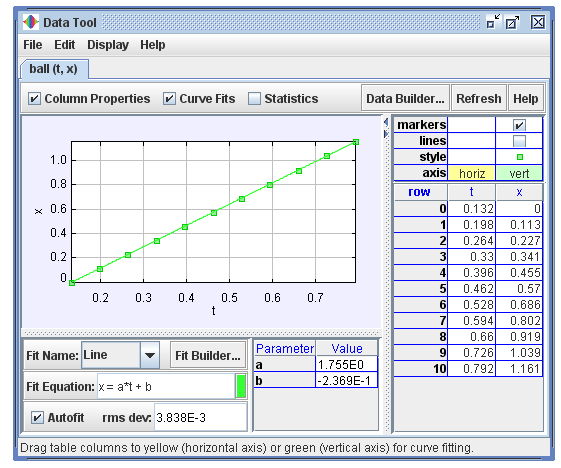 Data Tool
File Edit Display Help
ball (t, x)
Column Properties Curve Fits Statistics Data Builder... Refresh Help
1.0
0.8
0.6
0.4
0.2
0
x
0.2 0.3 0.4 0.5 0.6 0.7
t
markers
lines
style
axis horiz vert
row t x
0 0.132 0
1 0.198 0.113
2 0.264 0.227
3 0.33 0.341
4 0.396 0.455
5 0.462 0.57
6 0.528 0.686
7 0.594 0.802
8 0.66 0.919
9 0.726 1.039
10 0.792 1.161
Fit Name: Line Fit Builder...
Fit Equation: x = a*t + b
Autofit rms dev: 3.838E-3
Parameter Value
a 1.755E0
b -2.369E-1
Drag table columns to yellow (horizontal axis) or green (vertical axis) for curve fitting.